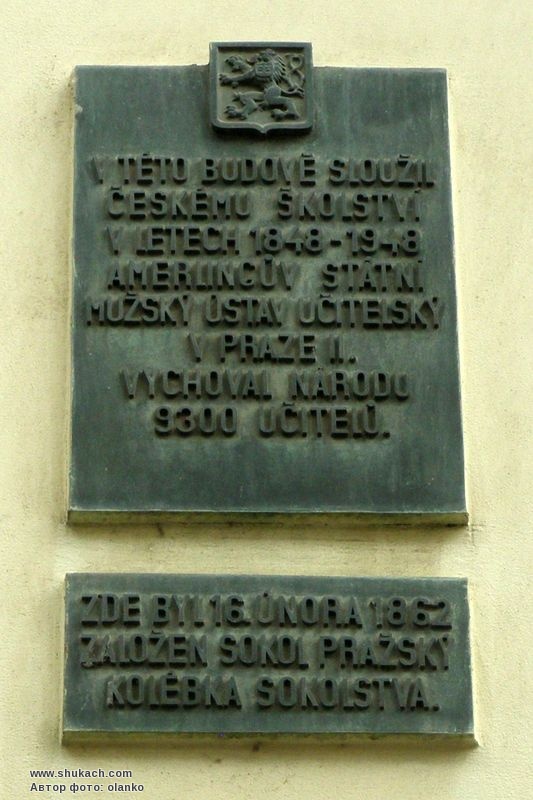 V TÉTO BUDOVĚ SLOUŽIL
ČESKÉMU ŠKOLSTVÍ
V LETECH 1848-1948
AMERLINGŮV STÁTNÍ
MUŽSKÝ ÚSTAV UČITELSKÝ
V PRAZE II.
VYCHOVAL NÁRODU
9300 UČITELŮ.
ZDE BYL 16. ÚNORA 1862
ZALOŽEN SOKOL PRAŽSKÝ
KOLÉBKA SOKOLSTVA.
www.shukach.com
Автор фото: olanko